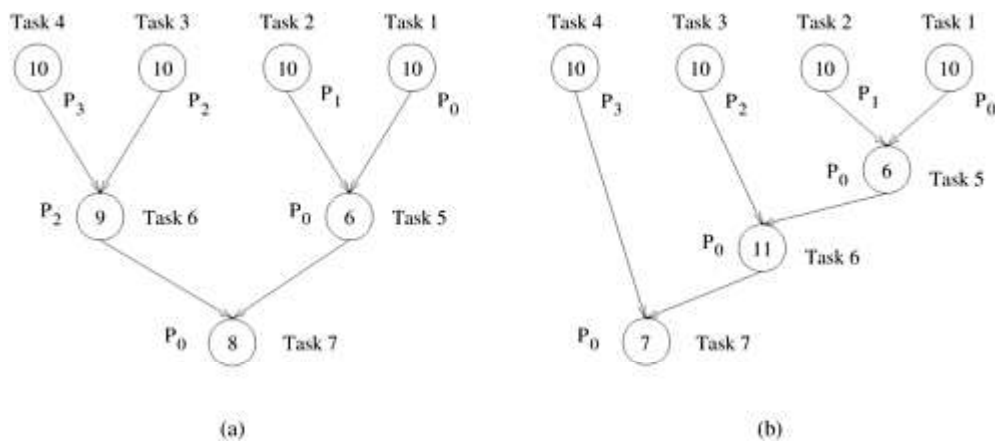 Task 4 Task 3 Task 2 Task 1 Task 4 Task 3 Task 2 Task 1
10 10 10 10 10 10 10 10
P3 P2 P1 P0 P3 P2 P1 P0
P0 6 Task 5
P2 9 Task 6 P0 6 Task 5
P0 11 Task 6
P0 8 Task 7 P0 7 Task 7
(a) (b)